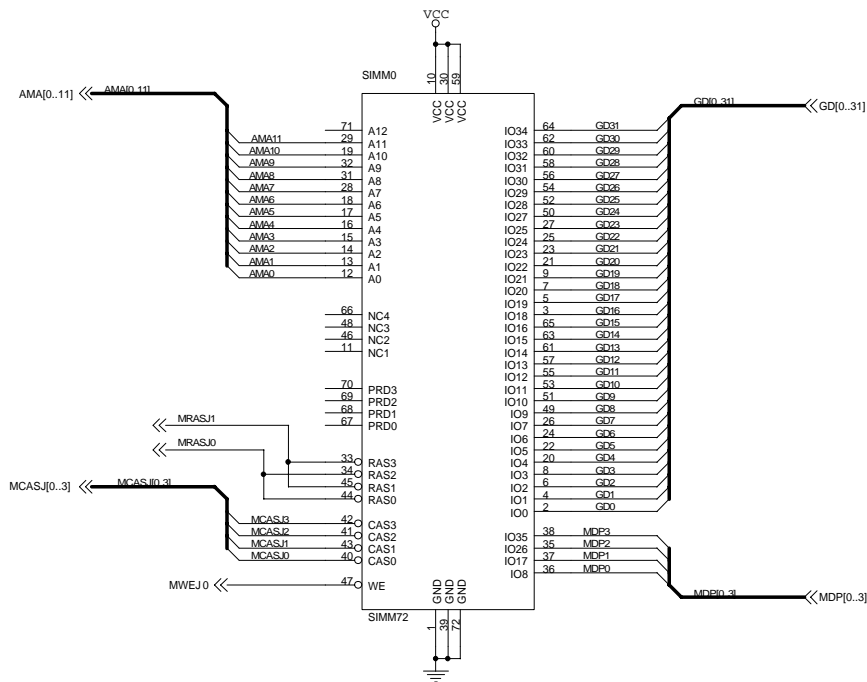 VCC
10 30 59
SIMM0
VCC VCC VCC
AMA[0..11] AMA[0..11]
GD[0..31] GD[0..31]
71 A12
AMA11 29 A11
AMA10 19 A10
AMA9 32 A9
AMA8 31 A8
AMA7 28 A7
AMA6 18 A6
AMA5 17 A5
AMA4 16 A4
AMA3 15 A3
AMA2 14 A2
AMA1 13 A1
AMA0 12 A0
66 NC4
48 NC3
46 NC2
11 NC1
70 PRD3
69 PRD2
68 PRD1
67 PRD0
MRASJ1
MRASJ0
33 RAS3
34 RAS2
45 RAS1
44 RAS0
MCASJ[0..3] MCASJ[0..3]
MCASJ3 42 CAS3
MCASJ2 41 CAS2
MCASJ1 43 CAS1
MCASJ0 40 CAS0
MWEJ 0 47 WE
IO34 64 GD31
IO33 62 GD30
IO32 60 GD29
IO31 58 GD28
IO30 56 GD27
IO29 54 GD26
IO28 52 GD25
IO27 50 GD24
IO25 27 GD23
IO24 25 GD22
IO23 23 GD21
IO22 21 GD20
IO21 9 GD19
IO20 7 GD18
IO19 5 GD17
IO18 3 GD16
IO16 65 GD15
IO15 63 GD14
IO14 61 GD13
IO13 57 GD12
IO12 55 GD11
IO11 53 GD10
IO10 51 GD9
IO9 49 GD8
IO7 26 GD7
IO6 24 GD6
IO5 22 GD5
IO4 20 GD4
IO3 8 GD3
IO2 6 GD2
IO1 4 GD1
IO0 2 GD0
IO35 38 MDP3
IO26 35 MDP2
IO17 37 MDP1
IO8 36 MDP0
MDP[0..3] MDP[0..3]
GND GND GND
SIMM72
1 39 72